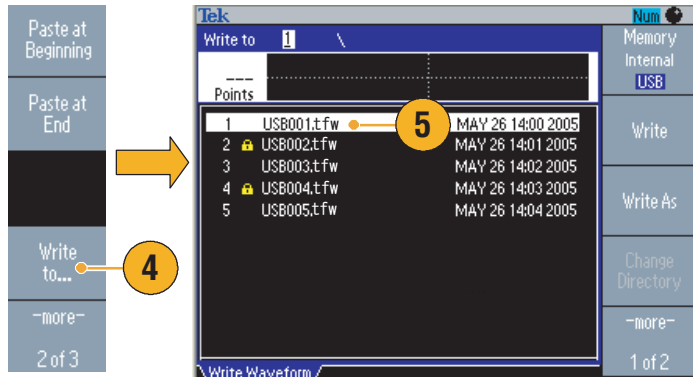 Paste at
Beginning
Paste at
End
Write
to...
4
-more-
2 of 3
Tek
Num
Write to 1 \
---
Points
1 USB001.tfw MAY 26 14:00 2005
5
2 USB002.tfw MAY 26 14:01 2005
3 USB003.tfw MAY 26 14:02 2005
4 USB004.tfw MAY 26 14:03 2005
5 USB005.tfw MAY 26 14:04 2005
Write Waveform
Memory
Internal
USB
Write
Write As
Change
Directory
-more-
1 of 2